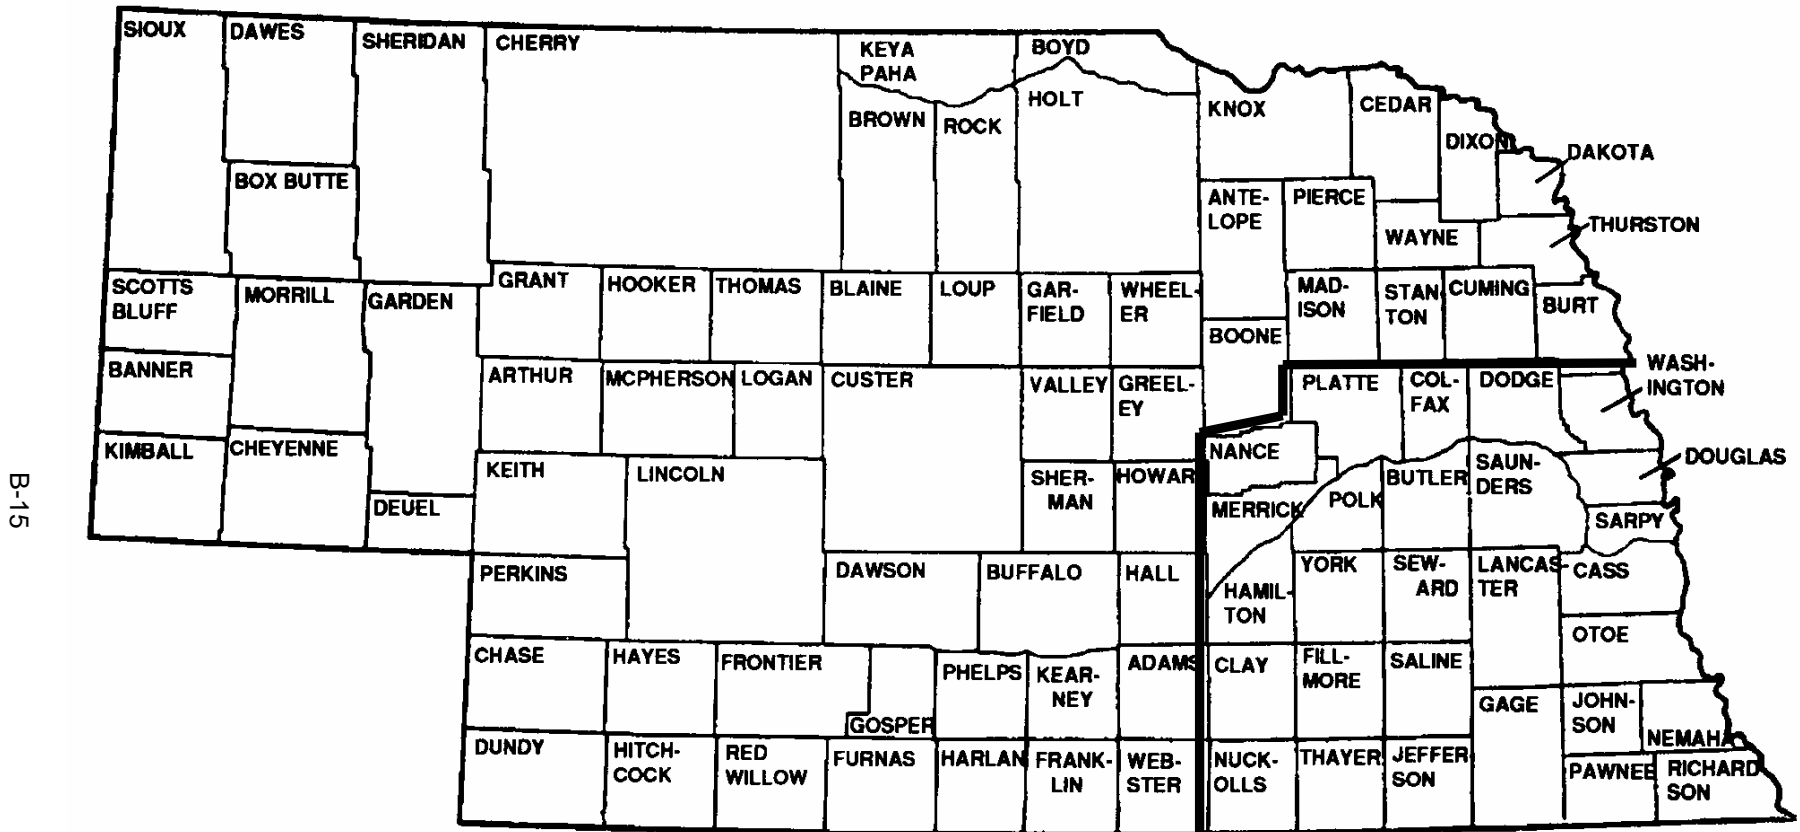 SIOUX
DAWES
SHERIDAN
CHERRY
KEYA
PAHA
BOYD
BROWN
ROCK
HOLT
KNOX
CEDAR
DIXON
DAKOTA
BOX BUTTE
ANTE-
LOPE
PIERCE
WAYNE
THURSTON
SCOTTS
BLUFF
MORRILL
GARDEN
GRANT
HOOKER
THOMAS
BLAINE
LOUP
GAR-
FIELD
WHEEL-
ER
BOONE
MAD-
ISON
STAN
TON
CUMING
BURT
BANNER
ARTHUR
MCPHERSON
LOGAN
CUSTER
VALLEY
GREEL-
EY
PLATTE
COL-
FAX
DODGE
WASH-
INGTON
KIMBALL
CHEYENNE
KEITH
LINCOLN
SHER-
MAN
HOWAR
NANCE
MERRICK
POLK
BUTLER
SAUN-
DERS
DOUGLAS
SARPY
DEUEL
PERKINS
DAWSON
BUFFALO
HALL
HAMIL-
TON
YORK
SEW-
ARD
LANCAS-
TER
CASS
OTOE
CHASE
HAYES
FRONTIER
GOSPER
PHELPS
KEAR-
NEY
ADAMS
CLAY
FILL-
MORE
SALINE
GAGE
JOHN-
SON
NEMAHA
DUNDY
HITCH-
COCK
RED
WILLOW
FURNAS
HARLAN
FRANK-
LIN
WEB-
STER
NUCK-
OLLS
THAYER
JEFFER
SON
PAWNEE
RICHARD
SON
B-15